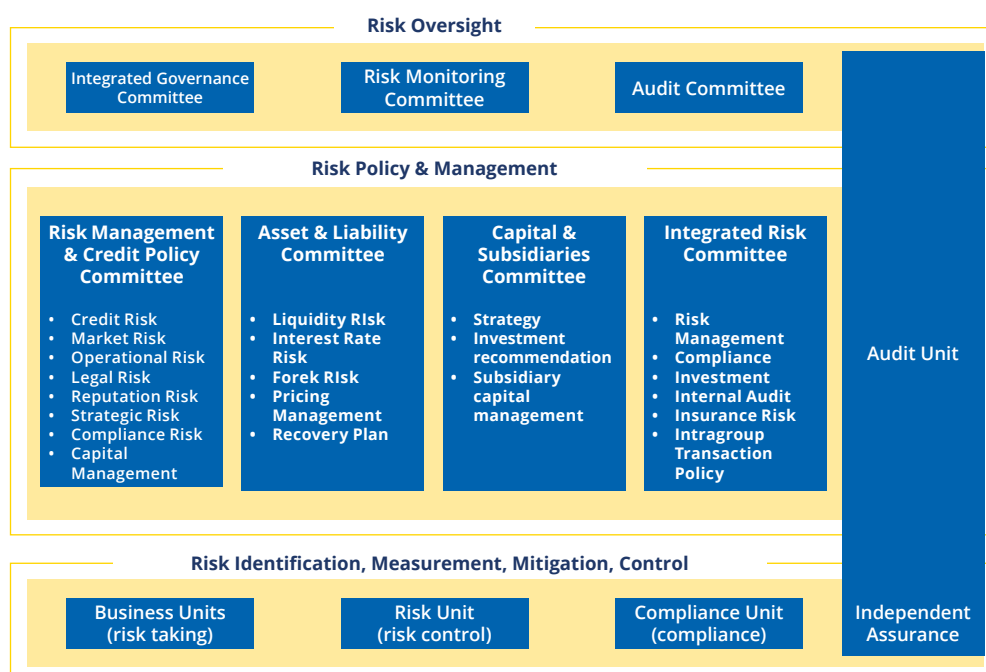 Risk Oversight
Integrated Governance
Committee
Risk Monitoring
Committee
Audit Committee
Risk Policy & Management
Risk Management
& Credit Policy
Committee
• Credit Risk
• Market Risk
• Operational Risk
• Legal Risk
• Reputation Risk
• Strategic Risk
• Compliance Risk
• Capital
Management
Asset & Liability
Committee
• Liquidity RIsk
• Interest Rate
Risk
• Forek RIsk
• Pricing
Management
• Recovery Plan
Capital &
Subsidiaries
Committee
• Strategy
• Investment
recommendation
• Subsidiary
capital
management
Integrated Risk
Committee
• Risk
Management
• Compliance
• Investment
• Internal Audit
• Insurance Risk
• Intragroup
Transaction
Policy
Audit Unit
Risk Identification, Measurement, Mitigation, Control
Business Units
(risk taking)
Risk Unit
(risk control)
Compliance Unit
(compliance)
Independent
Assurance